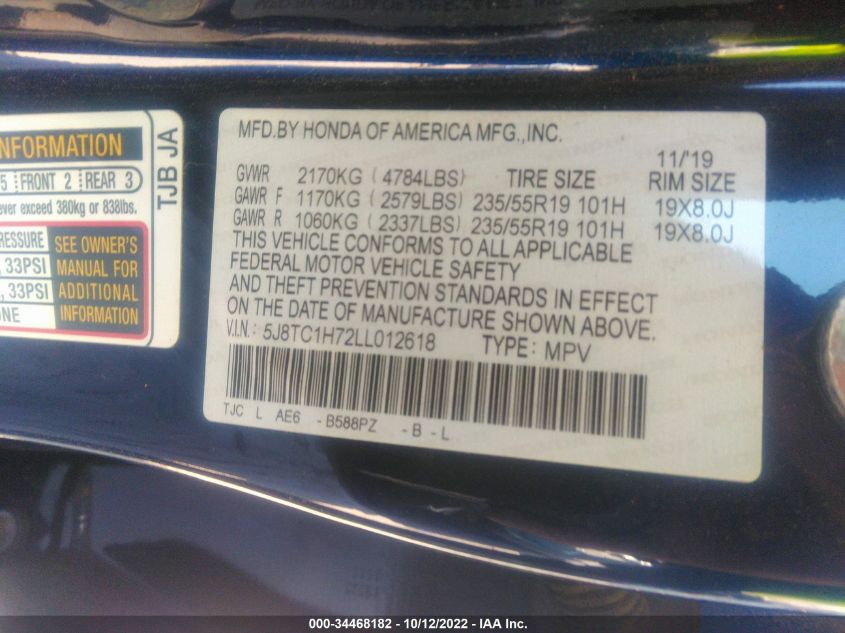 NFORMATION
5 FRONT 2 REAR 3
ever exceed 380kg or 838lbs.
RESSURE
, 33PSI
, 33PSI
NE
SEE OWNER'S
MANUAL FOR
ADDITIONAL
INFORMATION
TJB JA
MFD.BY HONDA OF AMERICA MFG.,INC.
11/'19
GVWR 2170KG (4784LBS) TIRE SIZE RIM SIZE
GAWR F 1170KG (2579LBS) 235/55R19 101H 19X8.0J
GAWR R 1060KG (2337LBS) 235/55R19 101H 19X8.0J
THIS VEHICLE CONFORMS TO ALL APPLICABLE
FEDERAL MOTOR VEHICLE SAFETY
AND THEFT PREVENTION STANDARDS IN EFFECT
ON THE DATE OF MANUFACTURE SHOWN ABOVE.
V.I.N.: 5J8TC1H72LL012618 TYPE: MPV
TJC L AE6 -B588PZ -B-L
000-34468182 - 10/12/2022 - IAA Inc.